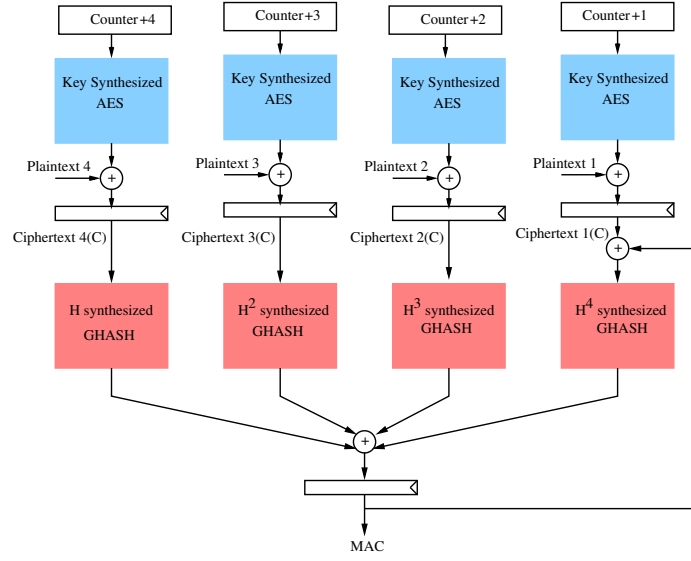 Counter+4
Counter+3
Counter+2
Counter+1
Key Synthesized
AES
Key Synthesized
AES
Key Synthesized
AES
Key Synthesized
AES
Plaintext 4
Plaintext 3
Plaintext 2
Plaintext 1
+
+
+
+
Ciphertext 4(C)
Ciphertext 3(C)
Ciphertext 2(C)
Ciphertext 1(C)
+
H synthesized
GHASH
H² synthesized
GHASH
H³ synthesized
GHASH
H⁴ synthesized
GHASH
+
MAC